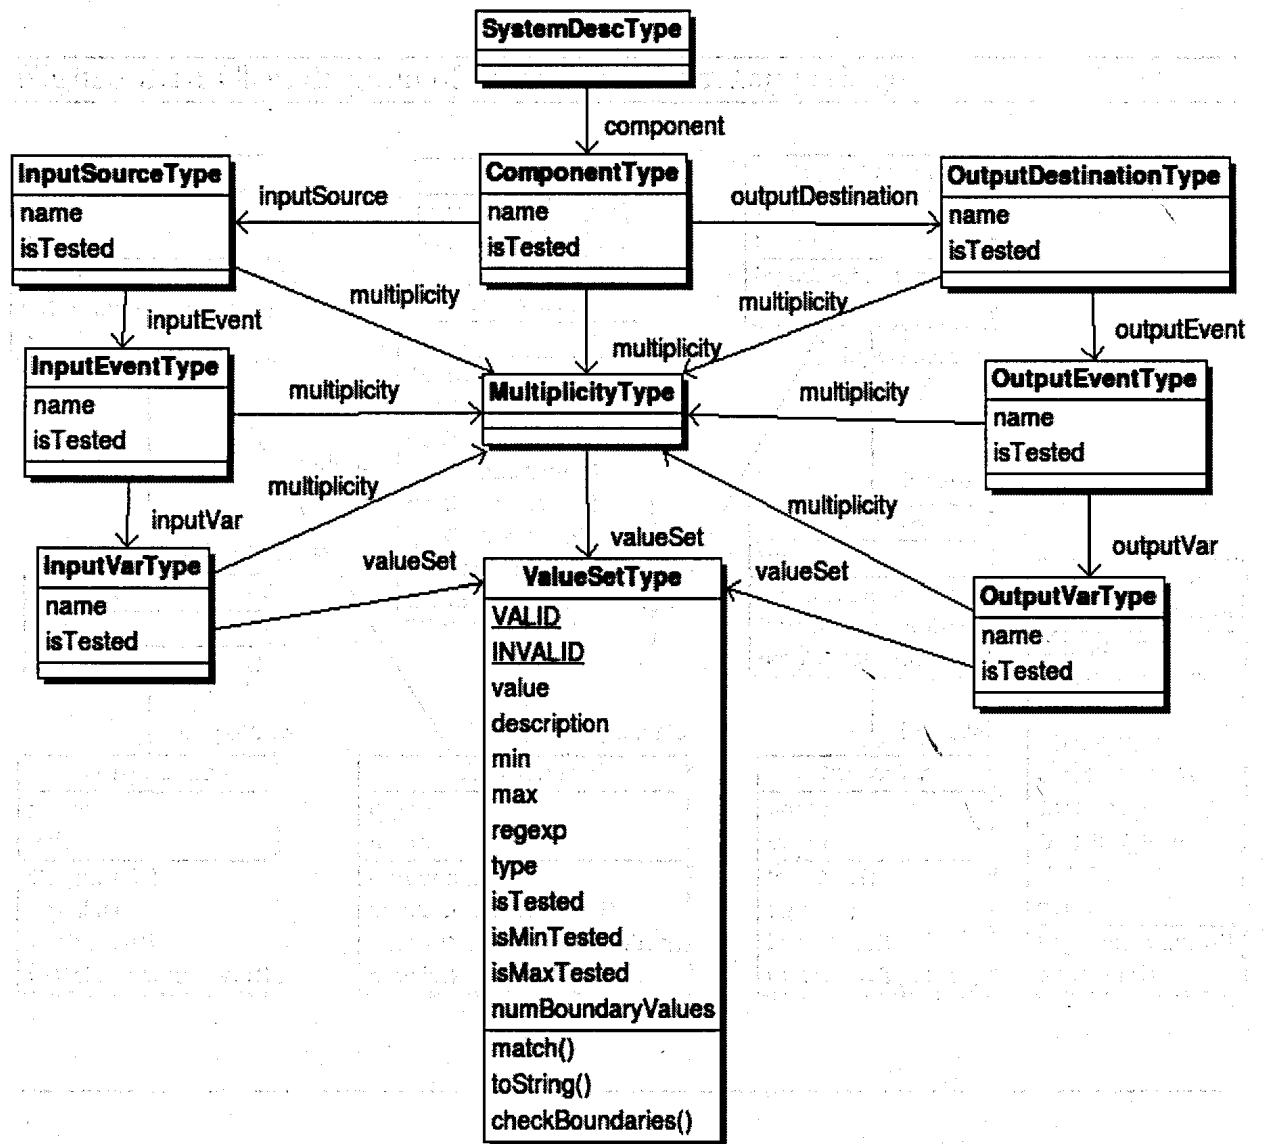 SystemDescType
component
InputSourceType
name
isTested
inputSource
ComponentType
name
isTested
outputDestination
OutputDestinationType
name
isTested
multiplicity
multiplicity
multiplicity
inputEvent
outputEvent
InputEventType
name
isTested
multiplicity
MultiplicityType
multiplicity
OutputEventType
name
isTested
multiplicity
multiplicity
inputVar
outputVar
InputVarType
name
isTested
valueSet
valueSet
valueSet
ValueSetType
VALID
INVALID
value
description
min
max
regexp
type
isTested
isMinTested
isMaxTested
numBoundaryValues
match()
toString()
checkBoundaries()
OutputVarType
name
isTested